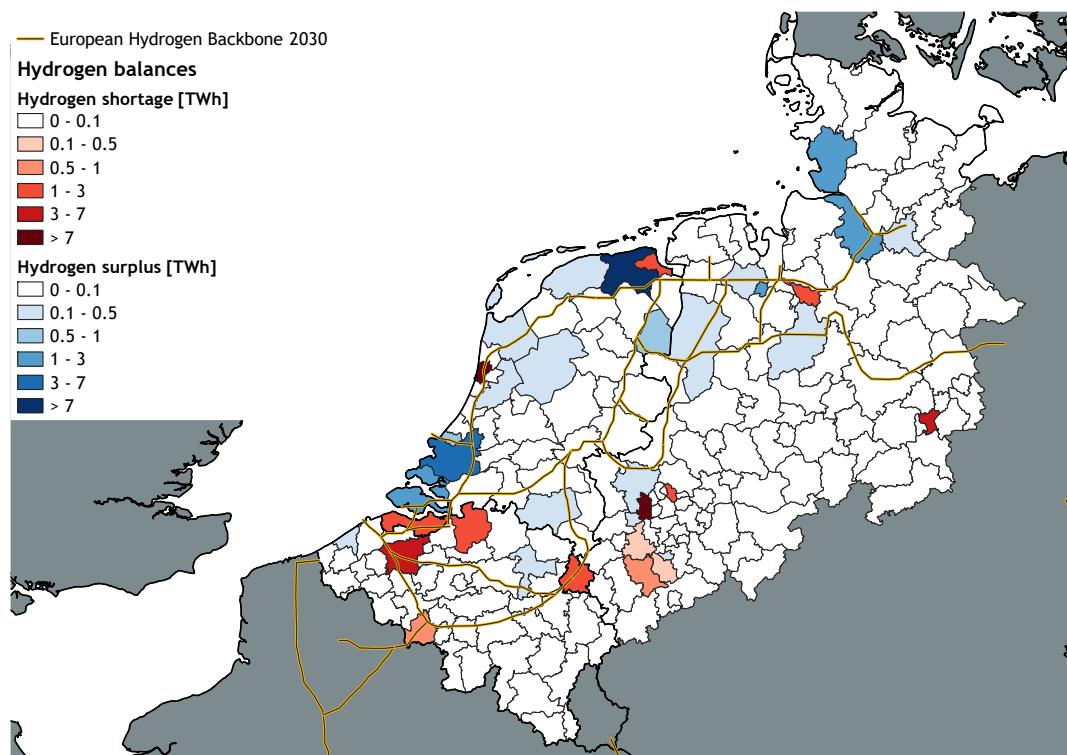 European Hydrogen Backbone 2030
Hydrogen balances
Hydrogen shortage [TWh]
0 - 0.1
0.1 - 0.5
0.5 - 1
1 - 3
3 - 7
> 7
Hydrogen surplus [TWh]
0 - 0.1
0.1 - 0.5
0.5 - 1
1 - 3
3 - 7
> 7